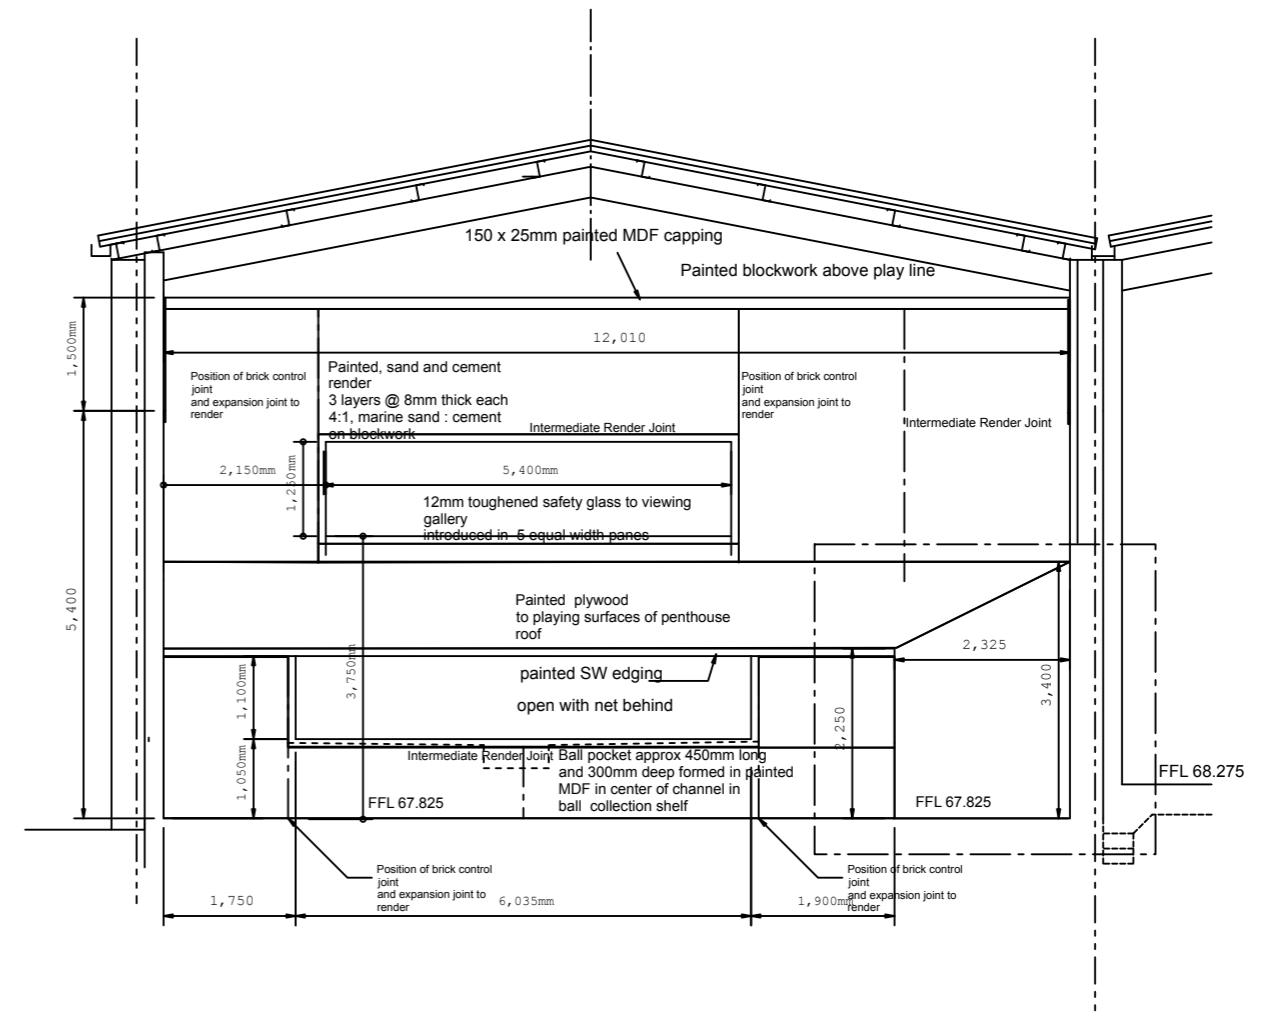 150 x 25mm painted MDF capping
Painted blockwork above play line
1,500mm
12,010
Position of brick control
joint
and expansion joint to
render
Painted, sand and cement
render
3 layers @ 8mm thick each
4:1, marine sand : cement
on blockwork
Position of brick control
joint
and expansion joint to
render
Intermediate Render Joint
Intermediate Render Joint
2,150mm
1,250mm
5,400mm
12mm toughened safety glass to viewing
gallery
introduced in 5 equal width panes
5,400
Painted plywood
to playing surfaces of penthouse
roof
2,325
3,750mm
1,100mm
painted SW edging
3,400
open with net behind
2,250
Intermediate Render Joint
Ball pocket approx 450mm long
and 300mm deep formed in painted
MDF in center of channel in
ball collection shelf
1,050mm
FFL 67.825
FFL 67.825
FFL 68.275
Position of brick control
joint
and expansion joint to
render
Position of brick control
joint
and expansion joint to
render
1,750
6,035mm
1,900mm